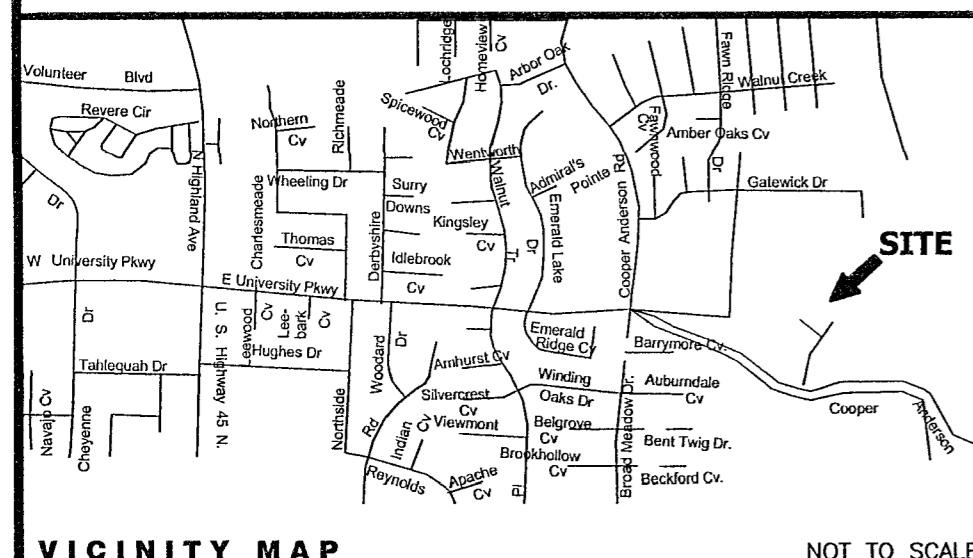 Lochridge
Homeview
Cv
Arbor Oak
Dr.
Fawn Ridge
Dr
Volunteer Blvd
Walnut Creek
Revere Cir
Spicewood
Cv
Northern
Cv
Richmeade
Fawnwood
Cv
Amber Oaks Cv
Wentworth
N Highland Ave
Wheeling Dr
Surry
Downs
Walnut
Tr.
Admiral's
Pointe
Cooper Anderson Rd
Gatewick Dr
Dr
Charlesmeade
Derbyshire
Kingsley
Cv
Emerald Lake
Dr
Thomas
Cv
Idlebrook
Cv
SITE
W University Pkwy
E University Pkwy
Dr
Leewood
Cv
Lee-
bark
Cv
U. S. Highway 45 N.
Hughes Dr
Woodard
Dr
Emerald
Ridge Cv
Barrymore Cv.
Tahlequah Dr
Amhurst Cv
Winding
Oaks Dr
Auburndale
Cv
Silvercrest
Cv
Cooper
Anderson
Navajo Cv
Cheyenne
Northside
Rd
Indian
Cv
Viewmont
Belgrove
Cv
Broad Meadow Dr.
Bent Twig Dr.
Brookhollow
Cv
Reynolds
Apache
Cv
Pl
Beckford Cv.
VICINITY MAP
NOT TO SCALE